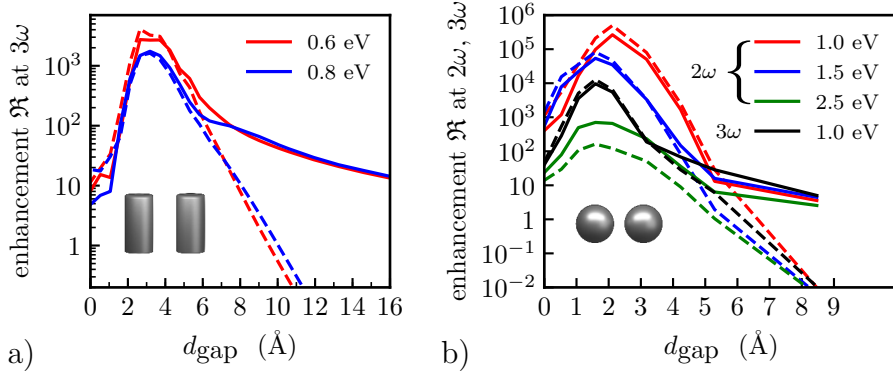 enhancement ℜ at 3ω
10³
10²
10
1
0 2 4 6 8 10 12 14 16
d_gap (Å)
0.6 eV
0.8 eV
a)
enhancement ℜ at 2ω, 3ω
10⁶
10⁵
10⁴
10³
10²
10
1
10⁻¹
10⁻²
0 1 2 3 4 5 6 7 8 9
d_gap (Å)
2ω {
1.0 eV
1.5 eV
2.5 eV
3ω 1.0 eV
b)